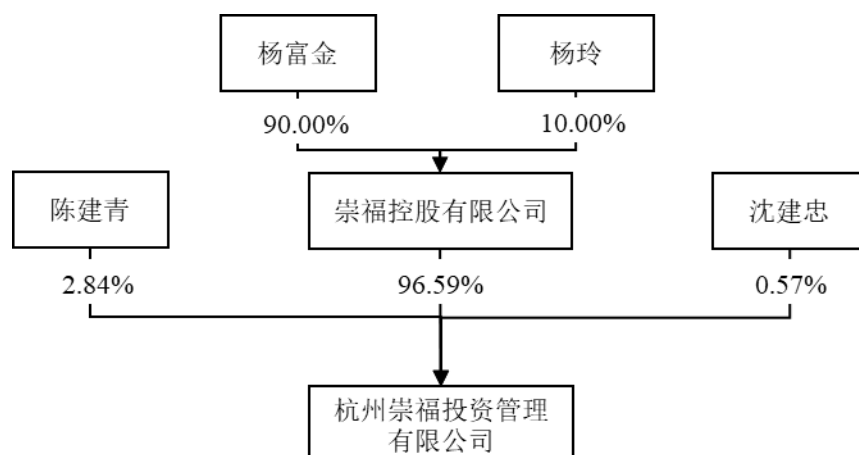 杨富金
杨玲
90.00%
10.00%
陈建青
崇福控股有限公司
沈建忠
2.84%
96.59%
0.57%
杭州崇福投资管理
有限公司